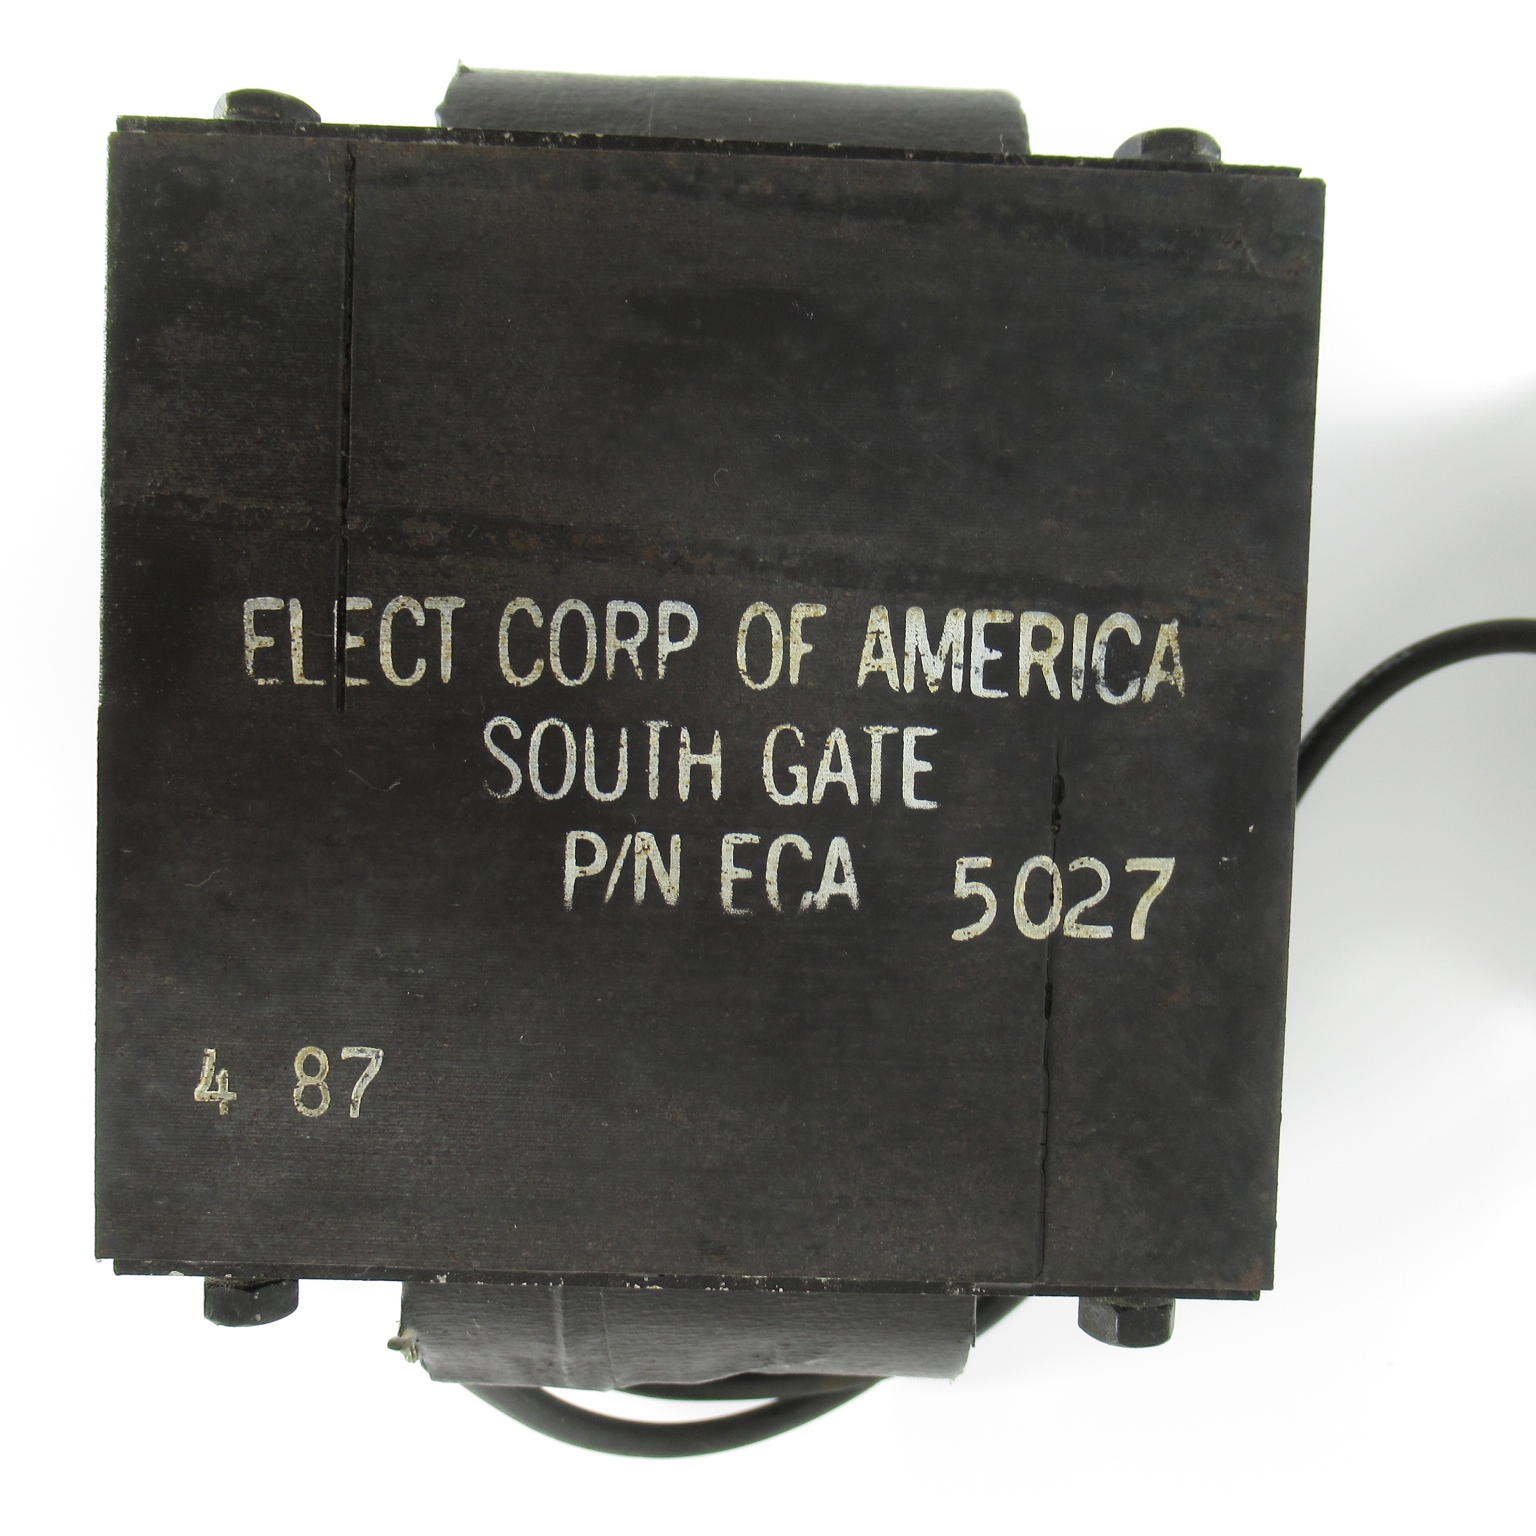 ELECT CORP OF AMERICA
SOUTH GATE
P/N ECA 5027
4 87